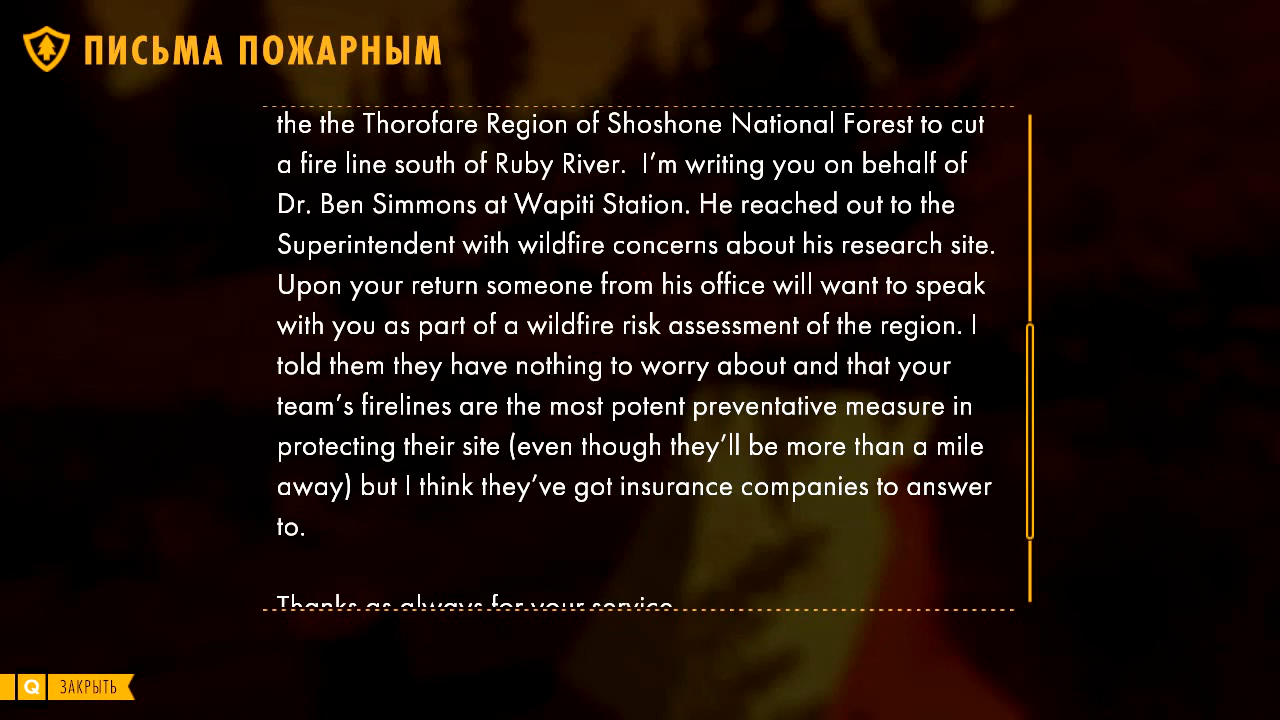 ПИСЬМА ПОЖАРНЫМ
the the Thorofare Region of Shoshone National Forest to cut
a fire line south of Ruby River.  I’m writing you on behalf of
Dr. Ben Simmons at Wapiti Station. He reached out to the
Superintendent with wildfire concerns about his research site.
Upon your return someone from his office will want to speak
with you as part of a wildfire risk assessment of the region. I
told them they have nothing to worry about and that your
team’s firelines are the most potent preventative measure in
protecting their site (even though they’ll be more than a mile
away) but I think they’ve got insurance companies to answer
to.
Thanks as always for your service
Q ЗАКРЫТЬ